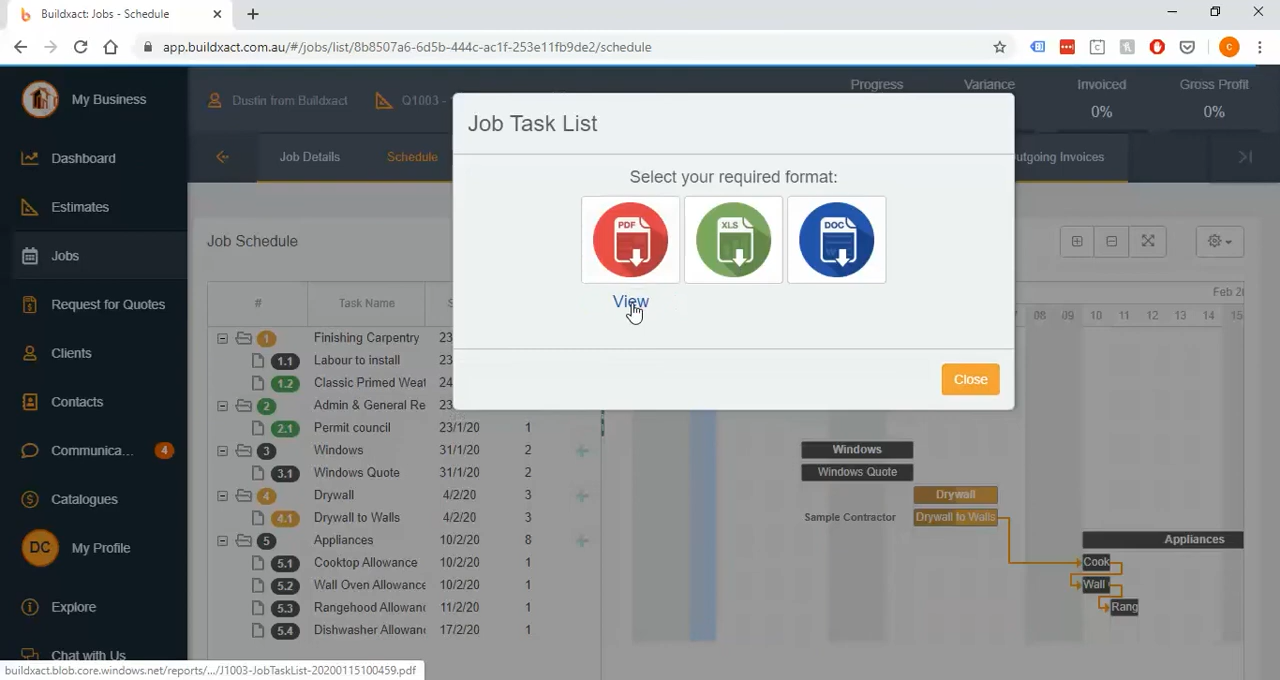 Buildxact: Jobs - Schedule
app.buildxact.com.au/#/jobs/list/8b8507a6-6d5b-444c-ac1f-253e11fb9de2/schedule
C
My Business
Dustin from Buildxact
Q1003 -
Progress
Variance
Invoiced
0%
Gross Profit
0%
Dashboard
Estimates
Jobs
Request for Quotes
Clients
Contacts
Communica... 4
Catalogues
DC My Profile
Explore
Chat with Us
Job Details
Schedule
utgoing Invoices
Job Task List
Select your required format:
PDF
XLS
DOC
View
Close
Job Schedule
# Task Name S
Feb 2
08 09 10 11 12 13 14 15
1 Finishing Carpentry 23
1.1 Labour to install 23
1.2 Classic Primed Weat 24
2 Admin & General Re 23
2.1 Permit council 23/1/20 1
3 Windows 31/1/20 2
3.1 Windows Quote 31/1/20 2
4 Drywall 4/2/20 3
4.1 Drywall to Walls 4/2/20 3
5 Appliances 10/2/20 8
5.1 Cooktop Allowance 10/2/20 1
5.2 Wall Oven Allowance 10/2/20 1
5.3 Rangehood Allowanc 11/2/20 1
5.4 Dishwasher Allowan 17/2/20 1
Windows
Windows Quote
Drywall
Sample Contractor Drywall to Walls
Appliances
Cook
Wall
Rang
buildxact.blob.core.windows.net/reports/.../J1003-JobTaskList-20200115100459.pdf